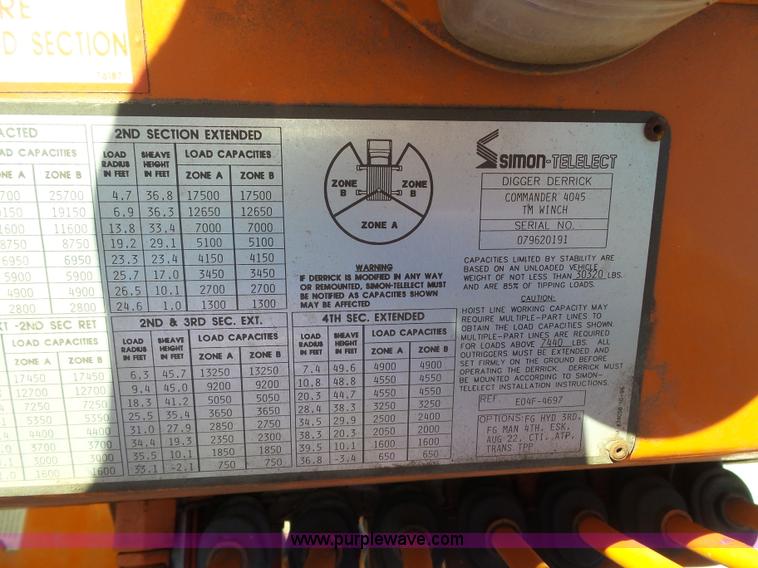 RE
D SECTION
T6187
ACTED
AD CAPACITIES
ZONE A ZONE B
700 25700
0150 19150
1600 11600
8750 8750
6950 6950
5900 5900
4900 4900
2800 2800
XT -2ND SEC RET
LOAD CAPACITIES
ZONE A ZONE B
17450 17450
12700 12700
7250 7250
5350 5350
4400 4400
3700 3700
3000 3000
1600 1600
2ND SECTION EXTENDED
LOAD RADIUS IN FEET SHEAVE HEIGHT IN FEET LOAD CAPACITIES
ZONE A ZONE B
4.7 36.8 17500 17500
6.9 36.3 12650 12650
13.8 33.4 7000 7000
19.2 29.1 5100 5100
23.3 23.4 4150 4150
25.7 17.0 3450 3450
26.5 10.1 2700 2700
24.6 1.0 1300 1300
2ND & 3RD SEC. EXT.
LOAD RADIUS IN FEET SHEAVE HEIGHT IN FEET LOAD CAPACITIES
ZONE A ZONE B
6.3 45.7 13250 13250
9.4 45.0 9200 9200
18.3 41.2 5050 5050
25.5 35.4 3650 3650
31.0 27.9 2850 2750
34.4 19.3 2350 2300
35.5 10.1 1850 1850
33.1 -2.1 750 750
ZONE B
ZONE B
ZONE A
WARNING
IF DERRICK IS MODIFIED IN ANY WAY
OR REMOUNTED, SIMON-TELELECT MUST
BE NOTIFIED AS CAPACITIES SHOWN
MAY BE AFFECTED
4TH SEC. EXTENDED
LOAD RADIUS IN FEET SHEAVE HEIGHT IN FEET LOAD CAPACITIES
ZONE A ZONE B
7.4 49.6 4900 4900
10.8 48.8 4550 4550
20.3 44.7 4550 4550
28.4 38.3 3250 3250
34.5 29.9 2500 2400
38.3 20.3 2050 2000
39.5 10.1 1600 1600
36.8 -3.4 650 650
SIMON-TELELECT
DIGGER DERRICK
COMMANDER 4045
TM WINCH
SERIAL NO.
079620191
CAPACITIES LIMITED BY STABILITY ARE
BASED ON AN UNLOADED VEHICLE
WEIGHT OF NOT LESS THAN 30320 LBS.
AND ARE 85% OF TIPPING LOADS.
CAUTION:
HOIST LINE WORKING CAPACITY MAY
REQUIRE MULTIPLE-PART LINES TO
OBTAIN THE LOAD CAPACITIES SHOWN.
MULTIPLE-PART LINES ARE REQUIRED
FOR LOADS ABOVE 7440 LBS. ALL
OUTRIGGERS MUST BE EXTENDED AND
SET FIRMLY ON THE GROUND BEFORE
OPERATING THE DERRICK. DERRICK MUST
BE MOUNTED ACCORDING TO SIMON-
TELELECT INSTALLATION INSTRUCTIONS.
REF. E04F-4697
OPTIONS: FG HYD 3RD,
FG MAN 4TH, ESK,
AUG 22, CTI, ATP,
TRANS TPP
www.purplewave.com